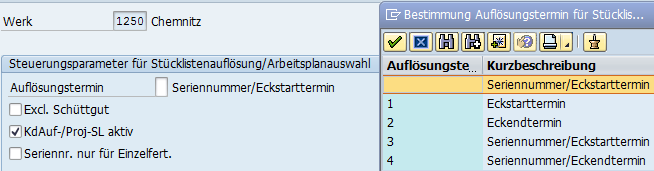 Werk 1250 Chemnitz
Steuerungsparameter für Stücklistenauflösung/Arbeitsplanauswahl
Auflösungstermin Seriennummer/Eckstarttermin
Excl. Schüttgut
KdAuf-/Proj-SL aktiv
Seriennr. nur für Einzelfert.
Bestimmung Auflösungstermin für Stücklis...
Auflösungste... Kurzbeschreibung
Seriennummer/Eckstarttermin
1 Eckstarttermin
2 Eckendtermin
3 Seriennummer/Eckstarttermin
4 Seriennummer/Eckendtermin